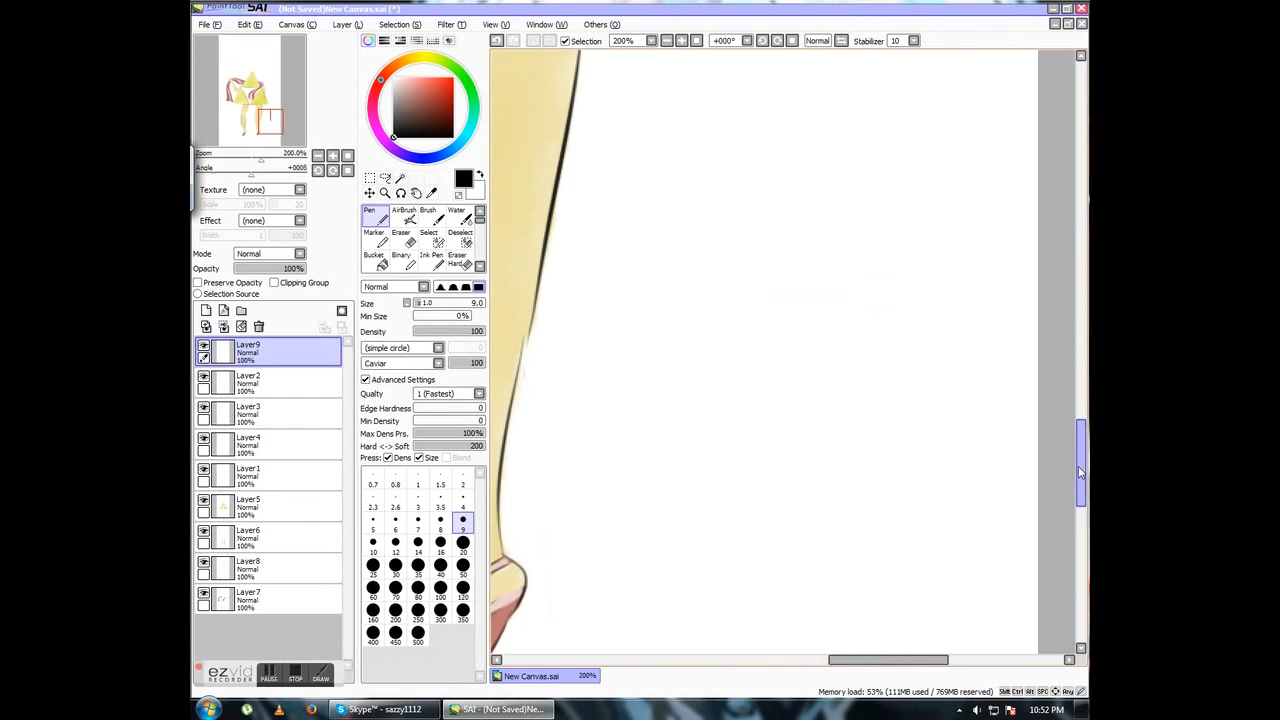 PaintTool SAI (Not Saved)New Canvas.sai (*)
File (F) Edit (E) Canvas (C) Layer (L) Selection (S) Filter (T) View (V) Window (W) Others (O)
Selection 200% +000° Normal Stabilizer 10
Zoom 200.0%
Angle
Texture (none)
Scale 100% 20
Effect (none)
Width 1 100
Mode Normal
Opacity 100%
Preserve Opacity Clipping Group
Selection Source
Layer9
Normal
100%
Layer2
Normal
100%
Layer3
Normal
100%
Layer4
Normal
100%
Layer1
Normal
100%
Layer5
Normal
100%
Layer6
Normal
100%
Layer8
Normal
100%
Layer7
Normal
100%
Pen AirBrush Brush Water
Marker Eraser Select Deselect
Bucket Binary Ink Pen Eraser
Hard
Normal
Size x 1.0 9.0
Min Size 0%
Density 100
(simple circle) 0
Caviar 100
Advanced Settings
Quality 1 (Fastest)
Edge Hardness 0
Min Density 0
Max Dens Prs. 100%
Hard <-> Soft 200
Press: Dens Size Blend
0.7 0.8 1 1.5 2
2.3 2.6 3 3.5 4
5 6 7 8 9
10 12 14 16 20
25 30 35 40 50
60 70 80 100 120
160 200 250 300 350
400 450 500
ezvid
RECORDER
PAUSE STOP DRAW
New Canvas.sai 200%
Memory load: 53% (111MB used / 769MB reserved) Shift Ctrl Alt SPC Any
Skype™ - sazzy1112 SAI - (Not Saved)Ne... 10:52 PM